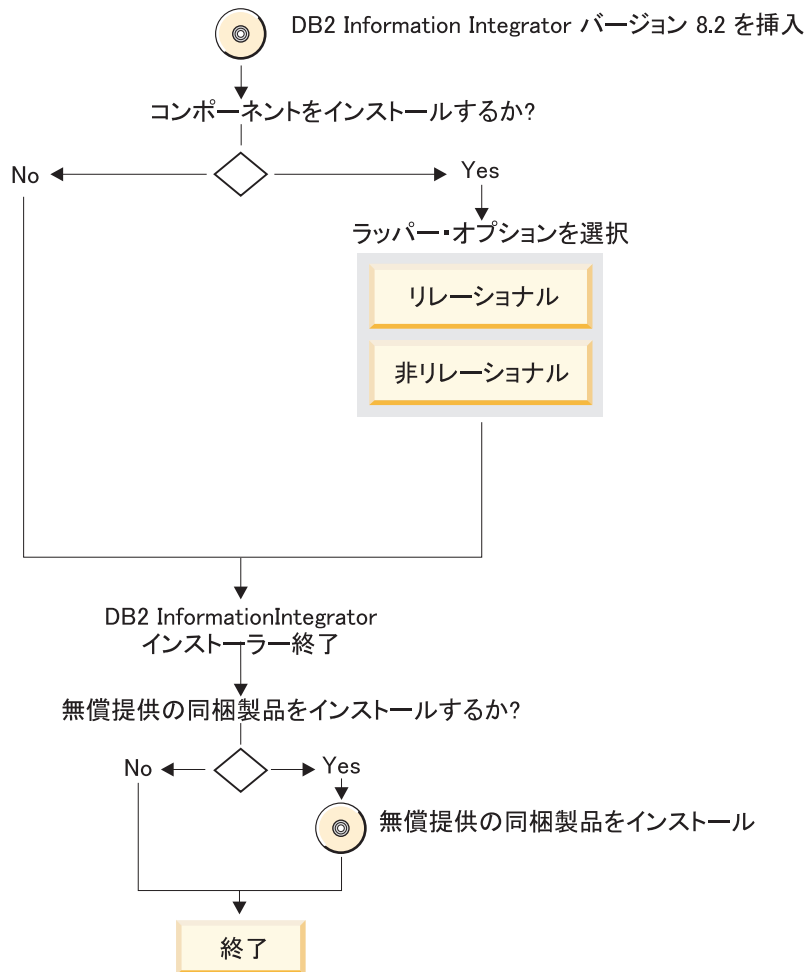 DB2 Information Integrator バージョン 8.2 を挿入
コンポーネントをインストールするか?
No
Yes
ラッパー・オプションを選択
リレーショナル
非リレーショナル
DB2 InformationIntegrator
インストーラー終了
無償提供の同梱製品をインストールするか?
No
Yes
無償提供の同梱製品をインストール
終了